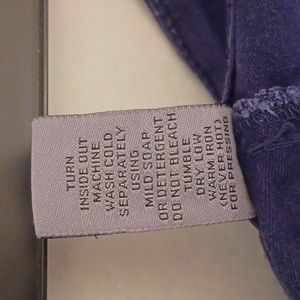 TURN
INSIDE OUT
MACHINE
WASH COLD
SEPARATELY
USING
MILD SOAP
OR DETERGENT
DO NOT BLEACH
TUMBLE
DRY LOW
WARM IRON
(NEVER HOT)
FOR PRESSING